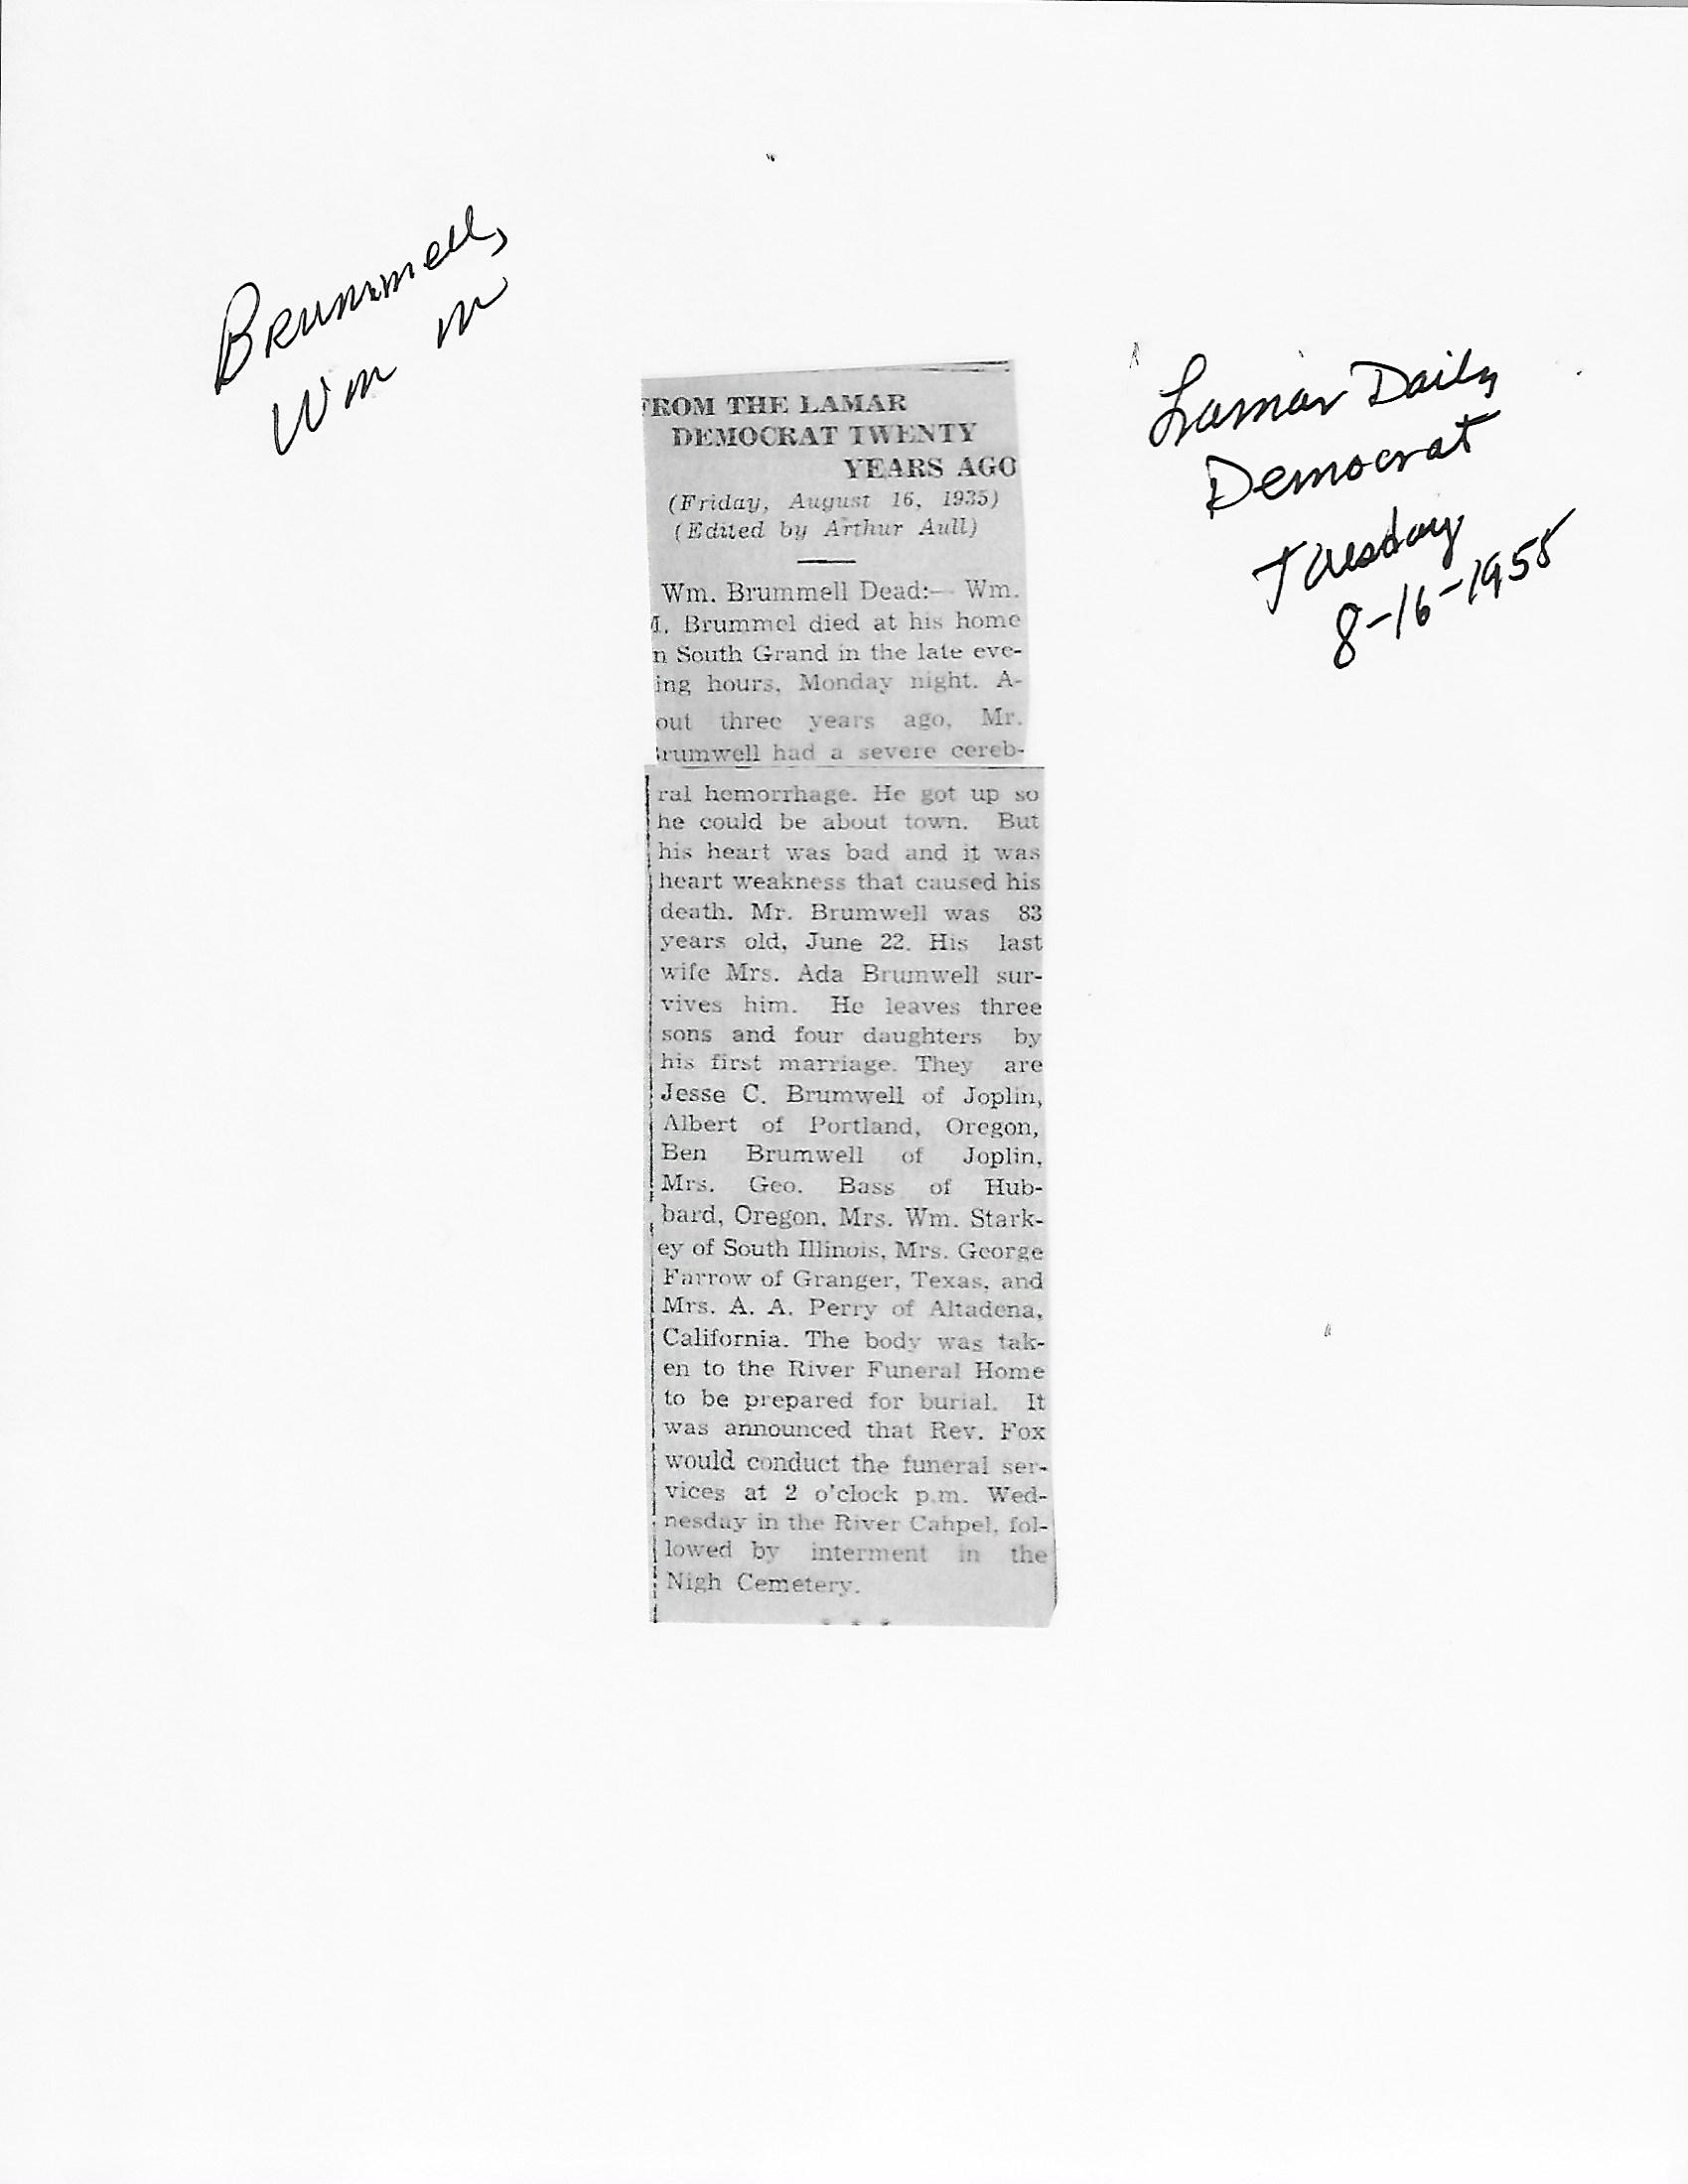 Brummell,
Wm M
Lamar Daily
Democrat
Tuesday
8-16-1955
FROM THE LAMAR
DEMOCRAT TWENTY
YEARS AGO
(Friday, August 16, 1935)
(Edited by Arthur Aull)
Wm. Brummell Dead:— Wm.
M. Brummel died at his home
n South Grand in the late eve-
ing hours, Monday night. A-
out three years ago, Mr.
Brumwell had a severe cereb-
ral hemorrhage. He got up so
he could be about town. But
his heart was bad and it was
heart weakness that caused his
death. Mr. Brumwell was 83
years old, June 22. His last
wife Mrs. Ada Brumwell sur-
vives him. He leaves three
sons and four daughters by
his first marriage. They are
Jesse C. Brumwell of Joplin,
Albert of Portland, Oregon,
Ben Brumwell of Joplin,
Mrs. Geo. Bass of Hub-
bard, Oregon, Mrs. Wm. Stark-
ey of South Illinois, Mrs. George
Farrow of Granger, Texas, and
Mrs. A. A. Perry of Altadena,
California. The body was tak-
en to the River Funeral Home
to be prepared for burial. It
was announced that Rev. Fox
would conduct the funeral ser-
vices at 2 o'clock p.m. Wed-
nesday in the River Cahpel, fol-
lowed by interment in the
Nigh Cemetery.